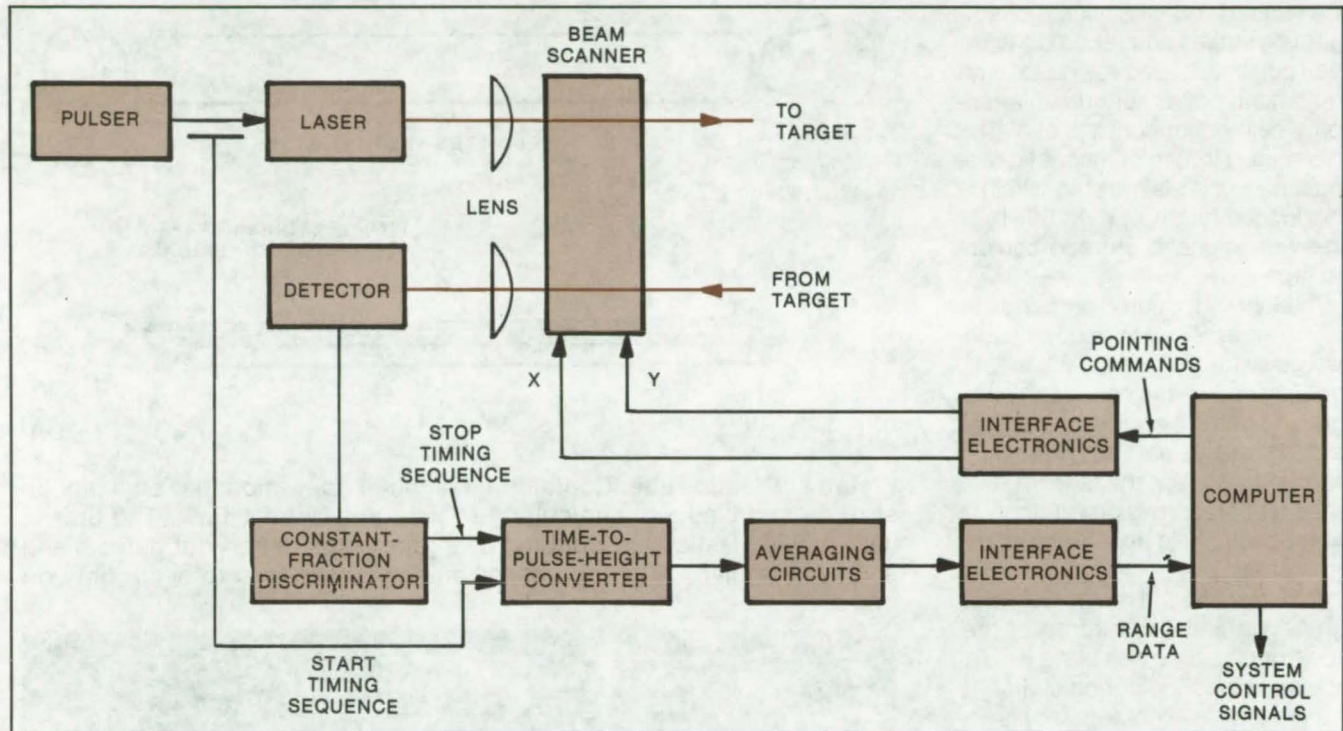 BEAM
SCANNER
PULSER
LASER
TO
TARGET
LENS
DETECTOR
FROM
TARGET
X
Y
POINTING
COMMANDS
INTERFACE
ELECTRONICS
COMPUTER
STOP
TIMING
SEQUENCE
CONSTANT-
FRACTION
DISCRIMINATOR
TIME-TO-
PULSE-HEIGHT
CONVERTER
AVERAGING
CIRCUITS
INTERFACE
ELECTRONICS
START
TIMING
SEQUENCE
RANGE
DATA
SYSTEM
CONTROL
SIGNALS